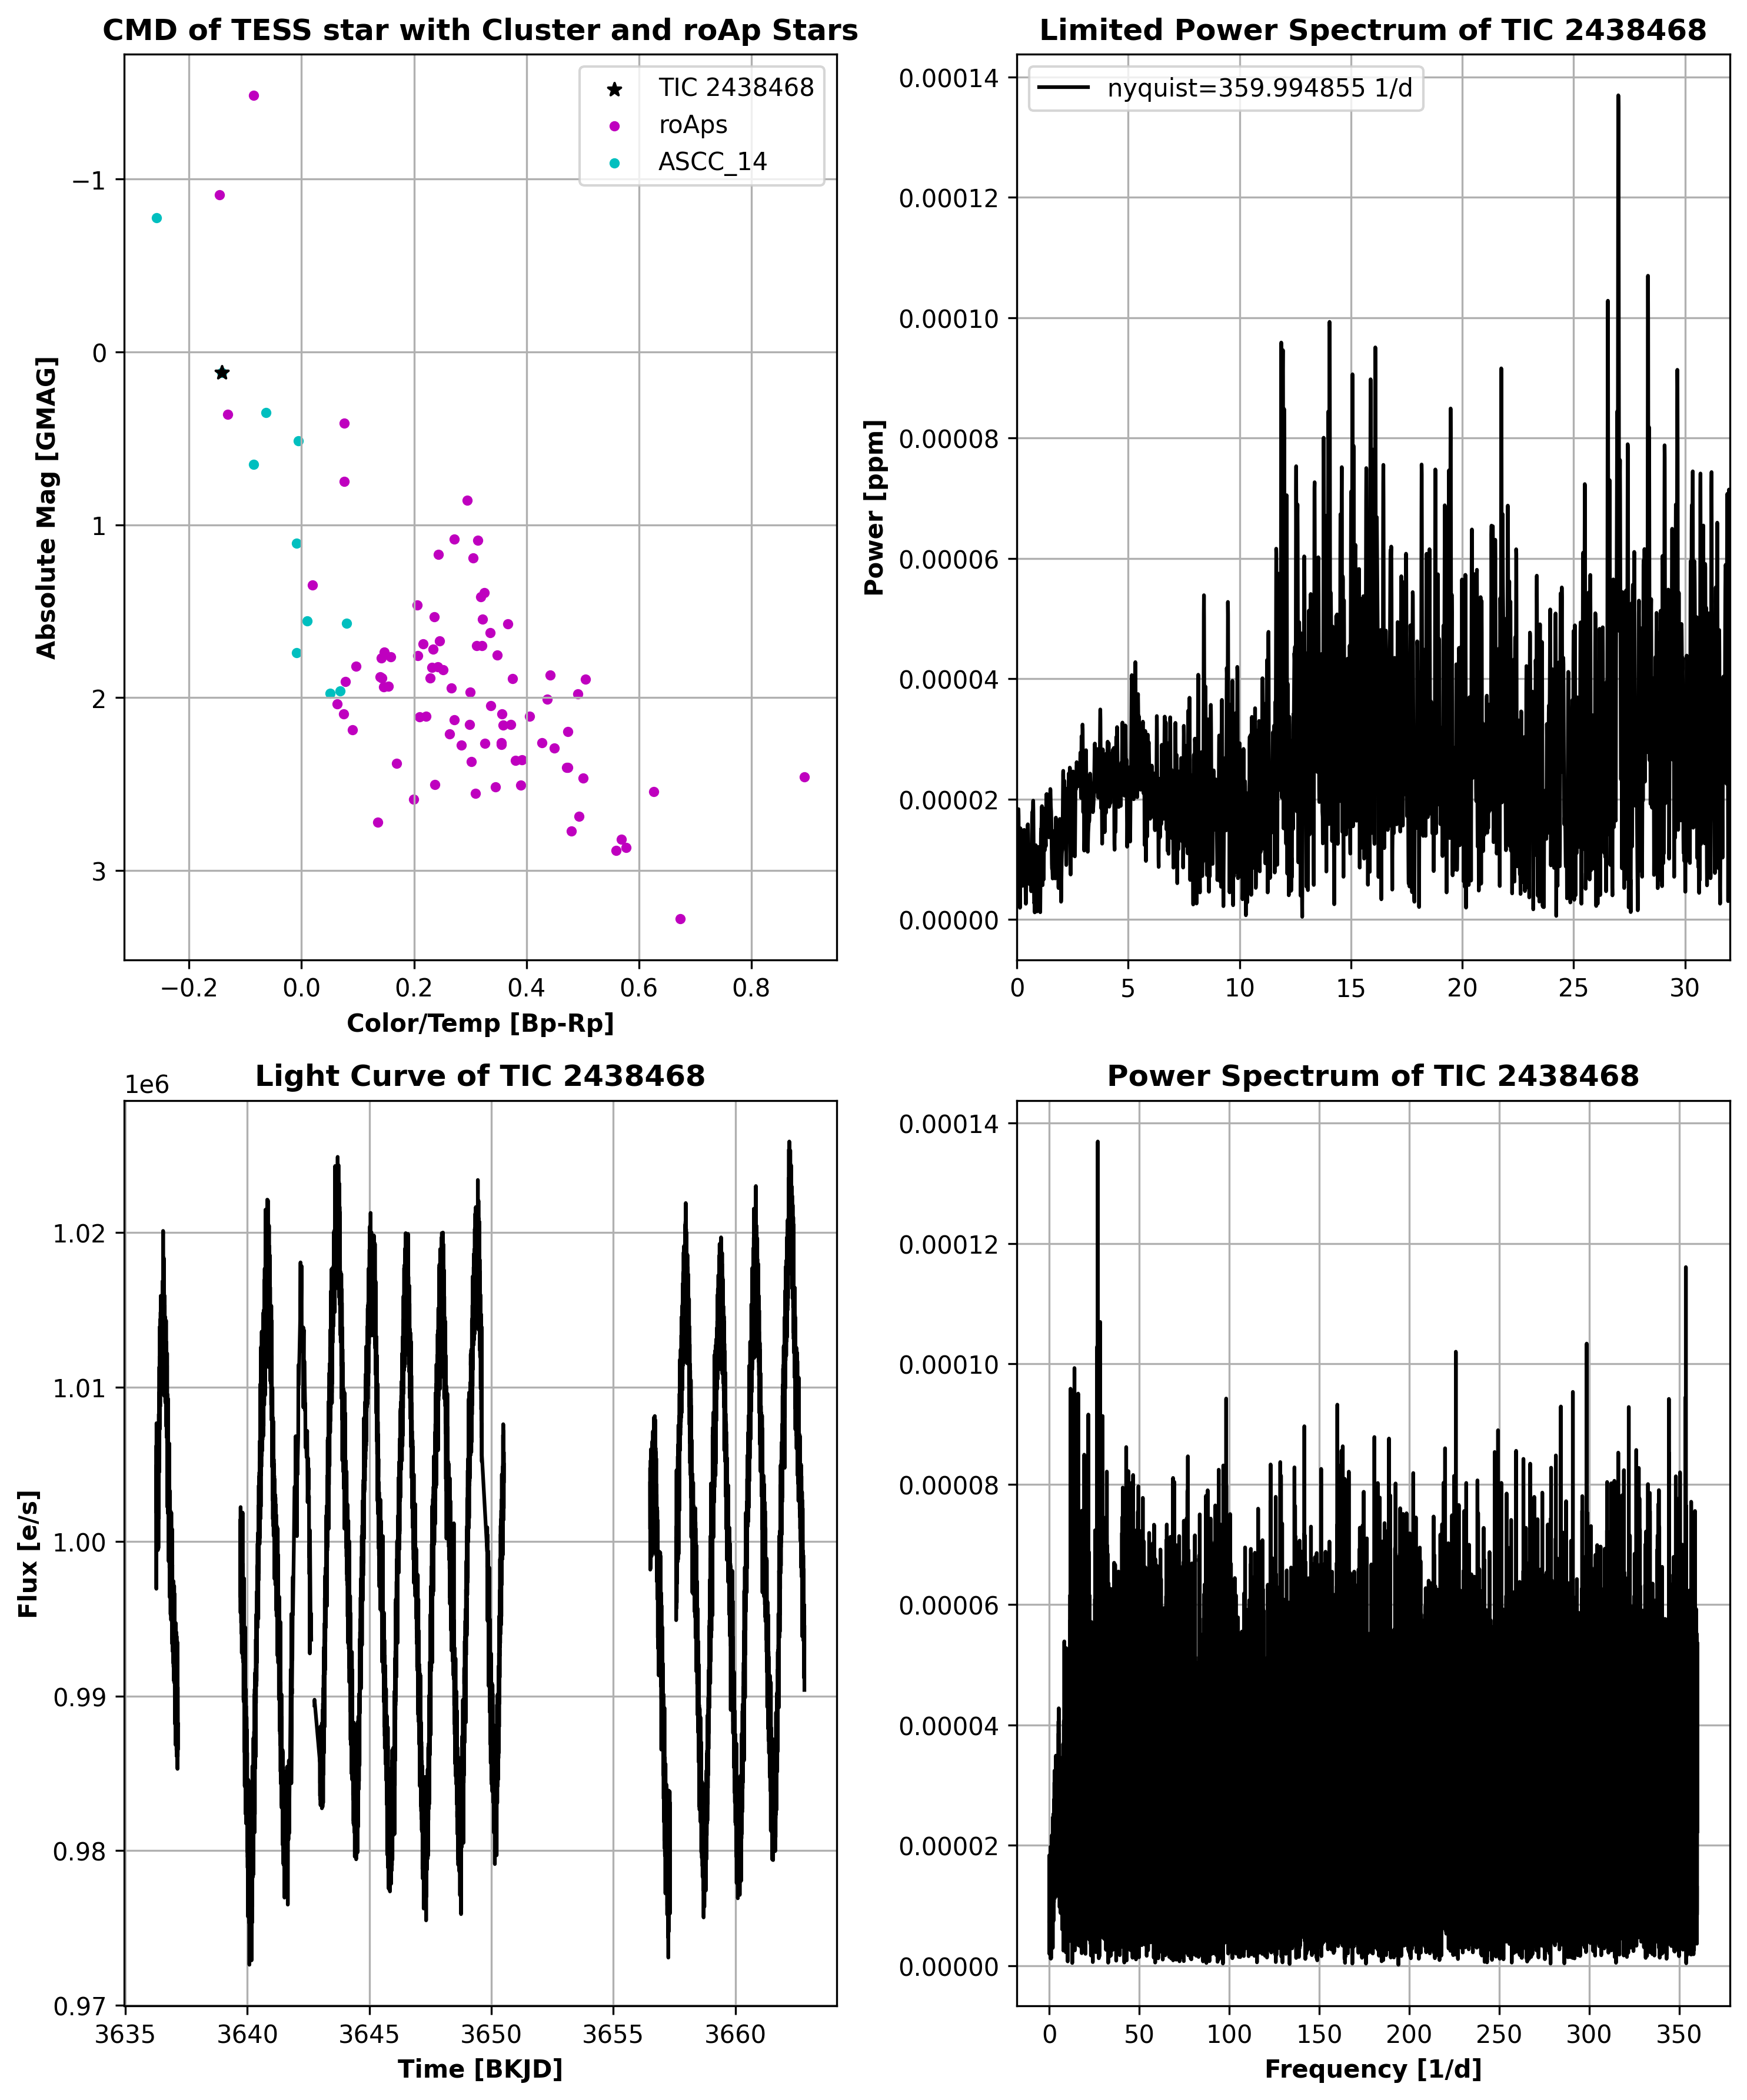 CMD of TESS star with Cluster and roAp Stars
TIC 2438468
roAps
ASCC_14
−1
0
1
2
3
Absolute Mag [GMAG]
−0.2 0.0 0.2 0.4 0.6 0.8
Color/Temp [Bp-Rp]
Limited Power Spectrum of TIC 2438468
nyquist=359.994855 1/d
0.00014
0.00012
0.00010
0.00008
0.00006
0.00004
0.00002
0.00000
Power [ppm]
0 5 10 15 20 25 30
Light Curve of TIC 2438468
1e6
1.02
1.01
1.00
0.99
0.98
0.97
Flux [e/s]
3635 3640 3645 3650 3655 3660
Time [BKJD]
Power Spectrum of TIC 2438468
0.00014
0.00012
0.00010
0.00008
0.00006
0.00004
0.00002
0.00000
0 50 100 150 200 250 300 350
Frequency [1/d]